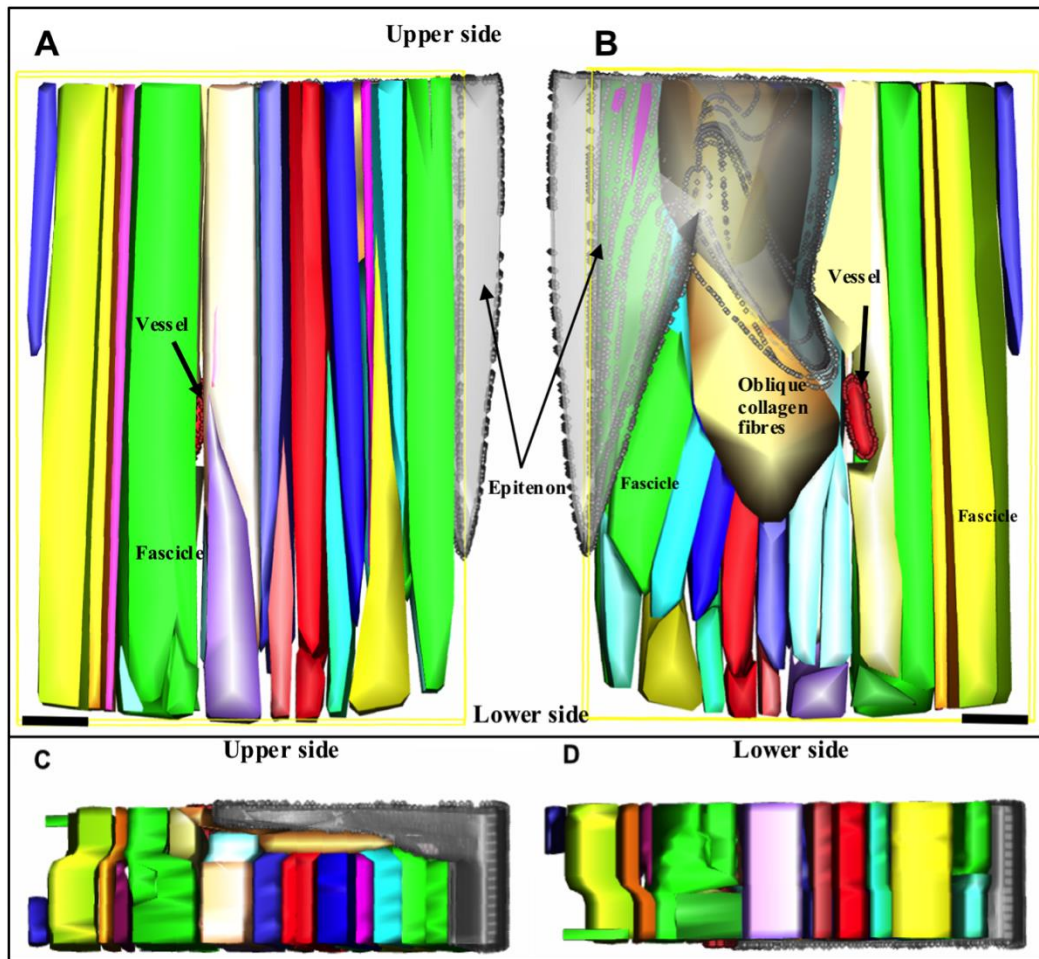 A
Upper side
B
Vessel
Vessel
Oblique
collagen
fibres
Epitenon
Fascicle
Fascicle
Fascicle
Lower side
C
Upper side
D
Lower side